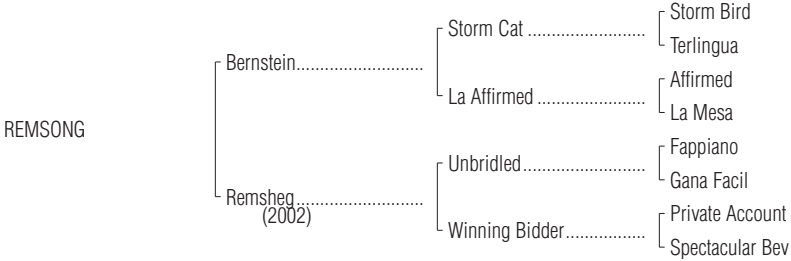 Storm Bird
Storm Cat ........................
Terlingua
Bernstein..........................
Affirmed
La Affirmed ......................
La Mesa
REMSONG
Fappiano
Unbridled.........................
Gana Facil
Remsheg..........................
(2002)
Private Account
Winning Bidder.................
Spectacular Bev